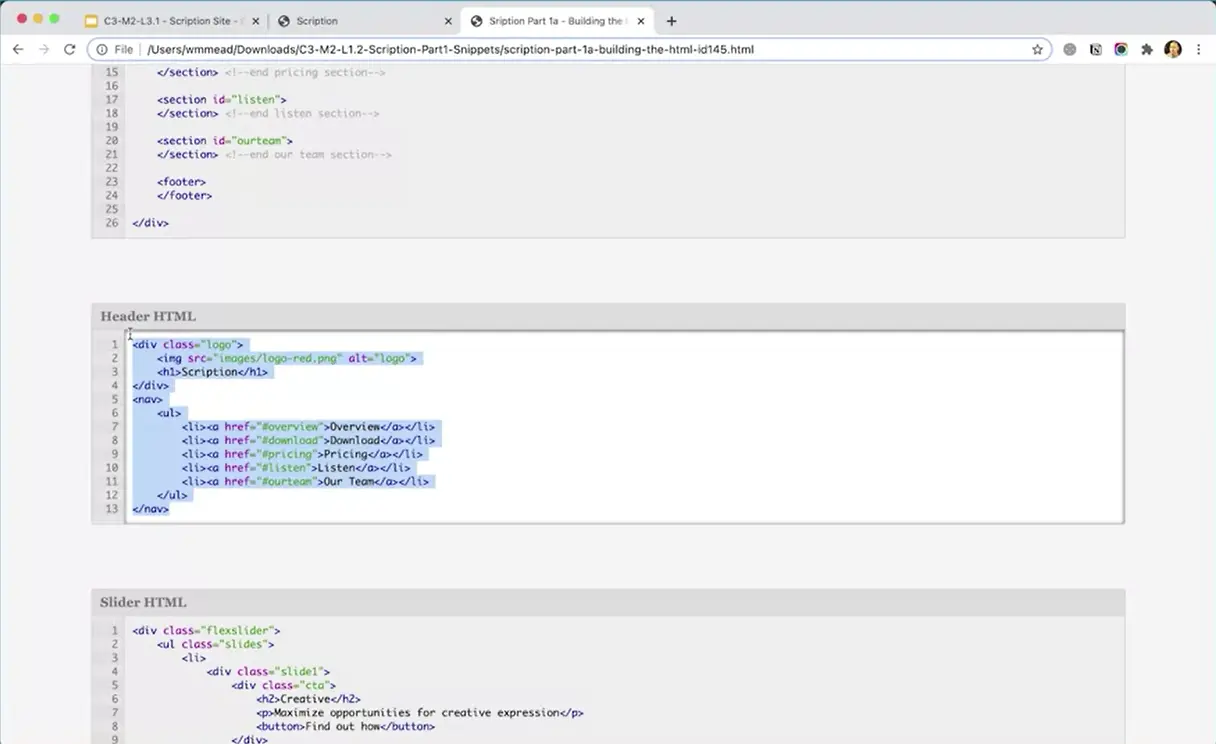 C3-M2-L3.1 - Scription Site -
Scription
Sription Part 1a - Building the
File
/Users/wmmead/Downloads/C3-M2-L1.2-Scription-Part1-Snippets/scription-part-1a-building-the-html-id145.html
15 </section> <!--end pricing section-->
16
17 <section id="listen">
18 </section> <!--end listen section-->
19
20 <section id="ourteam">
21 </section> <!--end our team section-->
22
23 <footer>
24 </footer>
25
26 </div>
Header HTML
1 <div class="logo">
2 <img src="images/logo-red.png" alt="logo">
3 <h1>Scription</h1>
4 </div>
5 <nav>
6 <ul>
7 <li><a href="#overview">Overview</a></li>
8 <li><a href="#download">Download</a></li>
9 <li><a href="#pricing">Pricing</a></li>
10 <li><a href="#listen">Listen</a></li>
11 <li><a href="#ourteam">Our Team</a></li>
12 </ul>
13 </nav>
Slider HTML
1 <div class="flexslider">
2 <ul class="slides">
3 <li>
4 <div class="slide1">
5 <div class="cta">
6 <h2>Creative</h2>
7 <p>Maximize opportunities for creative expression</p>
8 <button>Find out how</button>
9 </div>